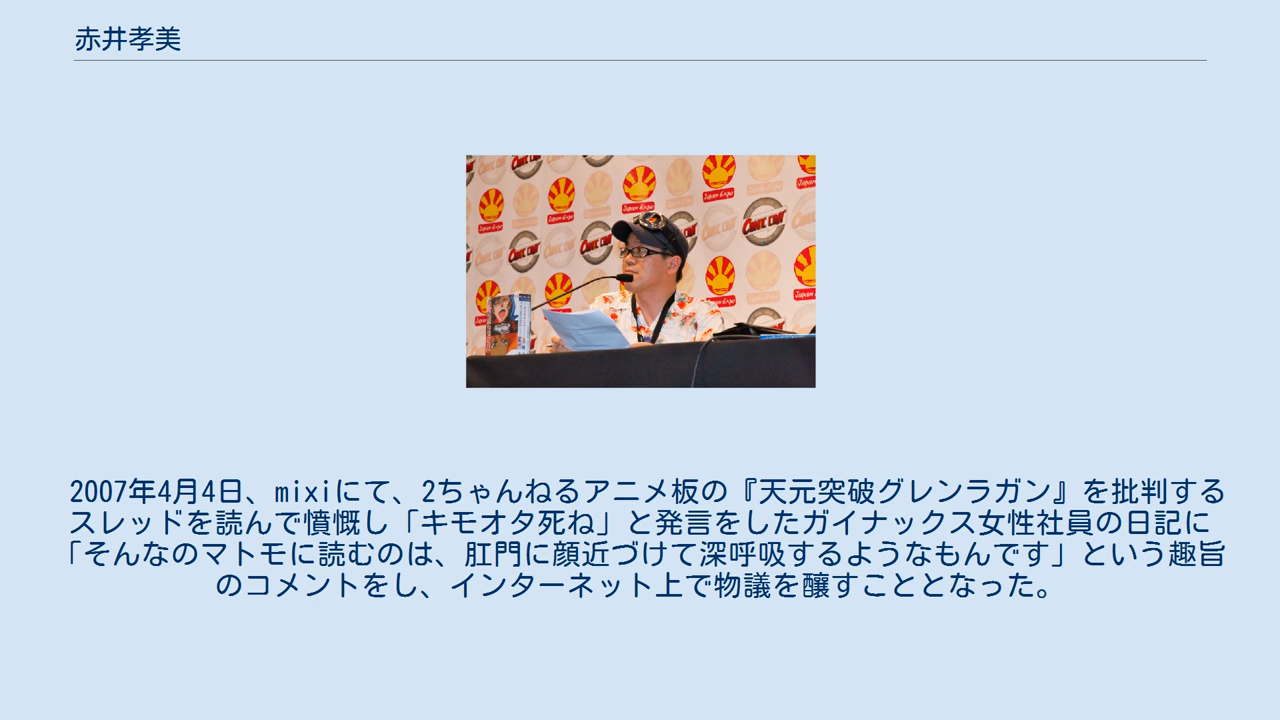 赤井孝美
Japan Expo
COMIC CON'
2007年4月4日、mixiにて、2ちゃんねるアニメ板の『天元突破グレンラガン』を批判する
スレッドを読んで憤慨し「キモオタ死ね」と発言をしたガイナックス女性社員の日記に
「そんなのマトモに読むのは、肛門に顔近づけて深呼吸するようなもんです」という趣旨
のコメントをし、インターネット上で物議を醸すこととなった。